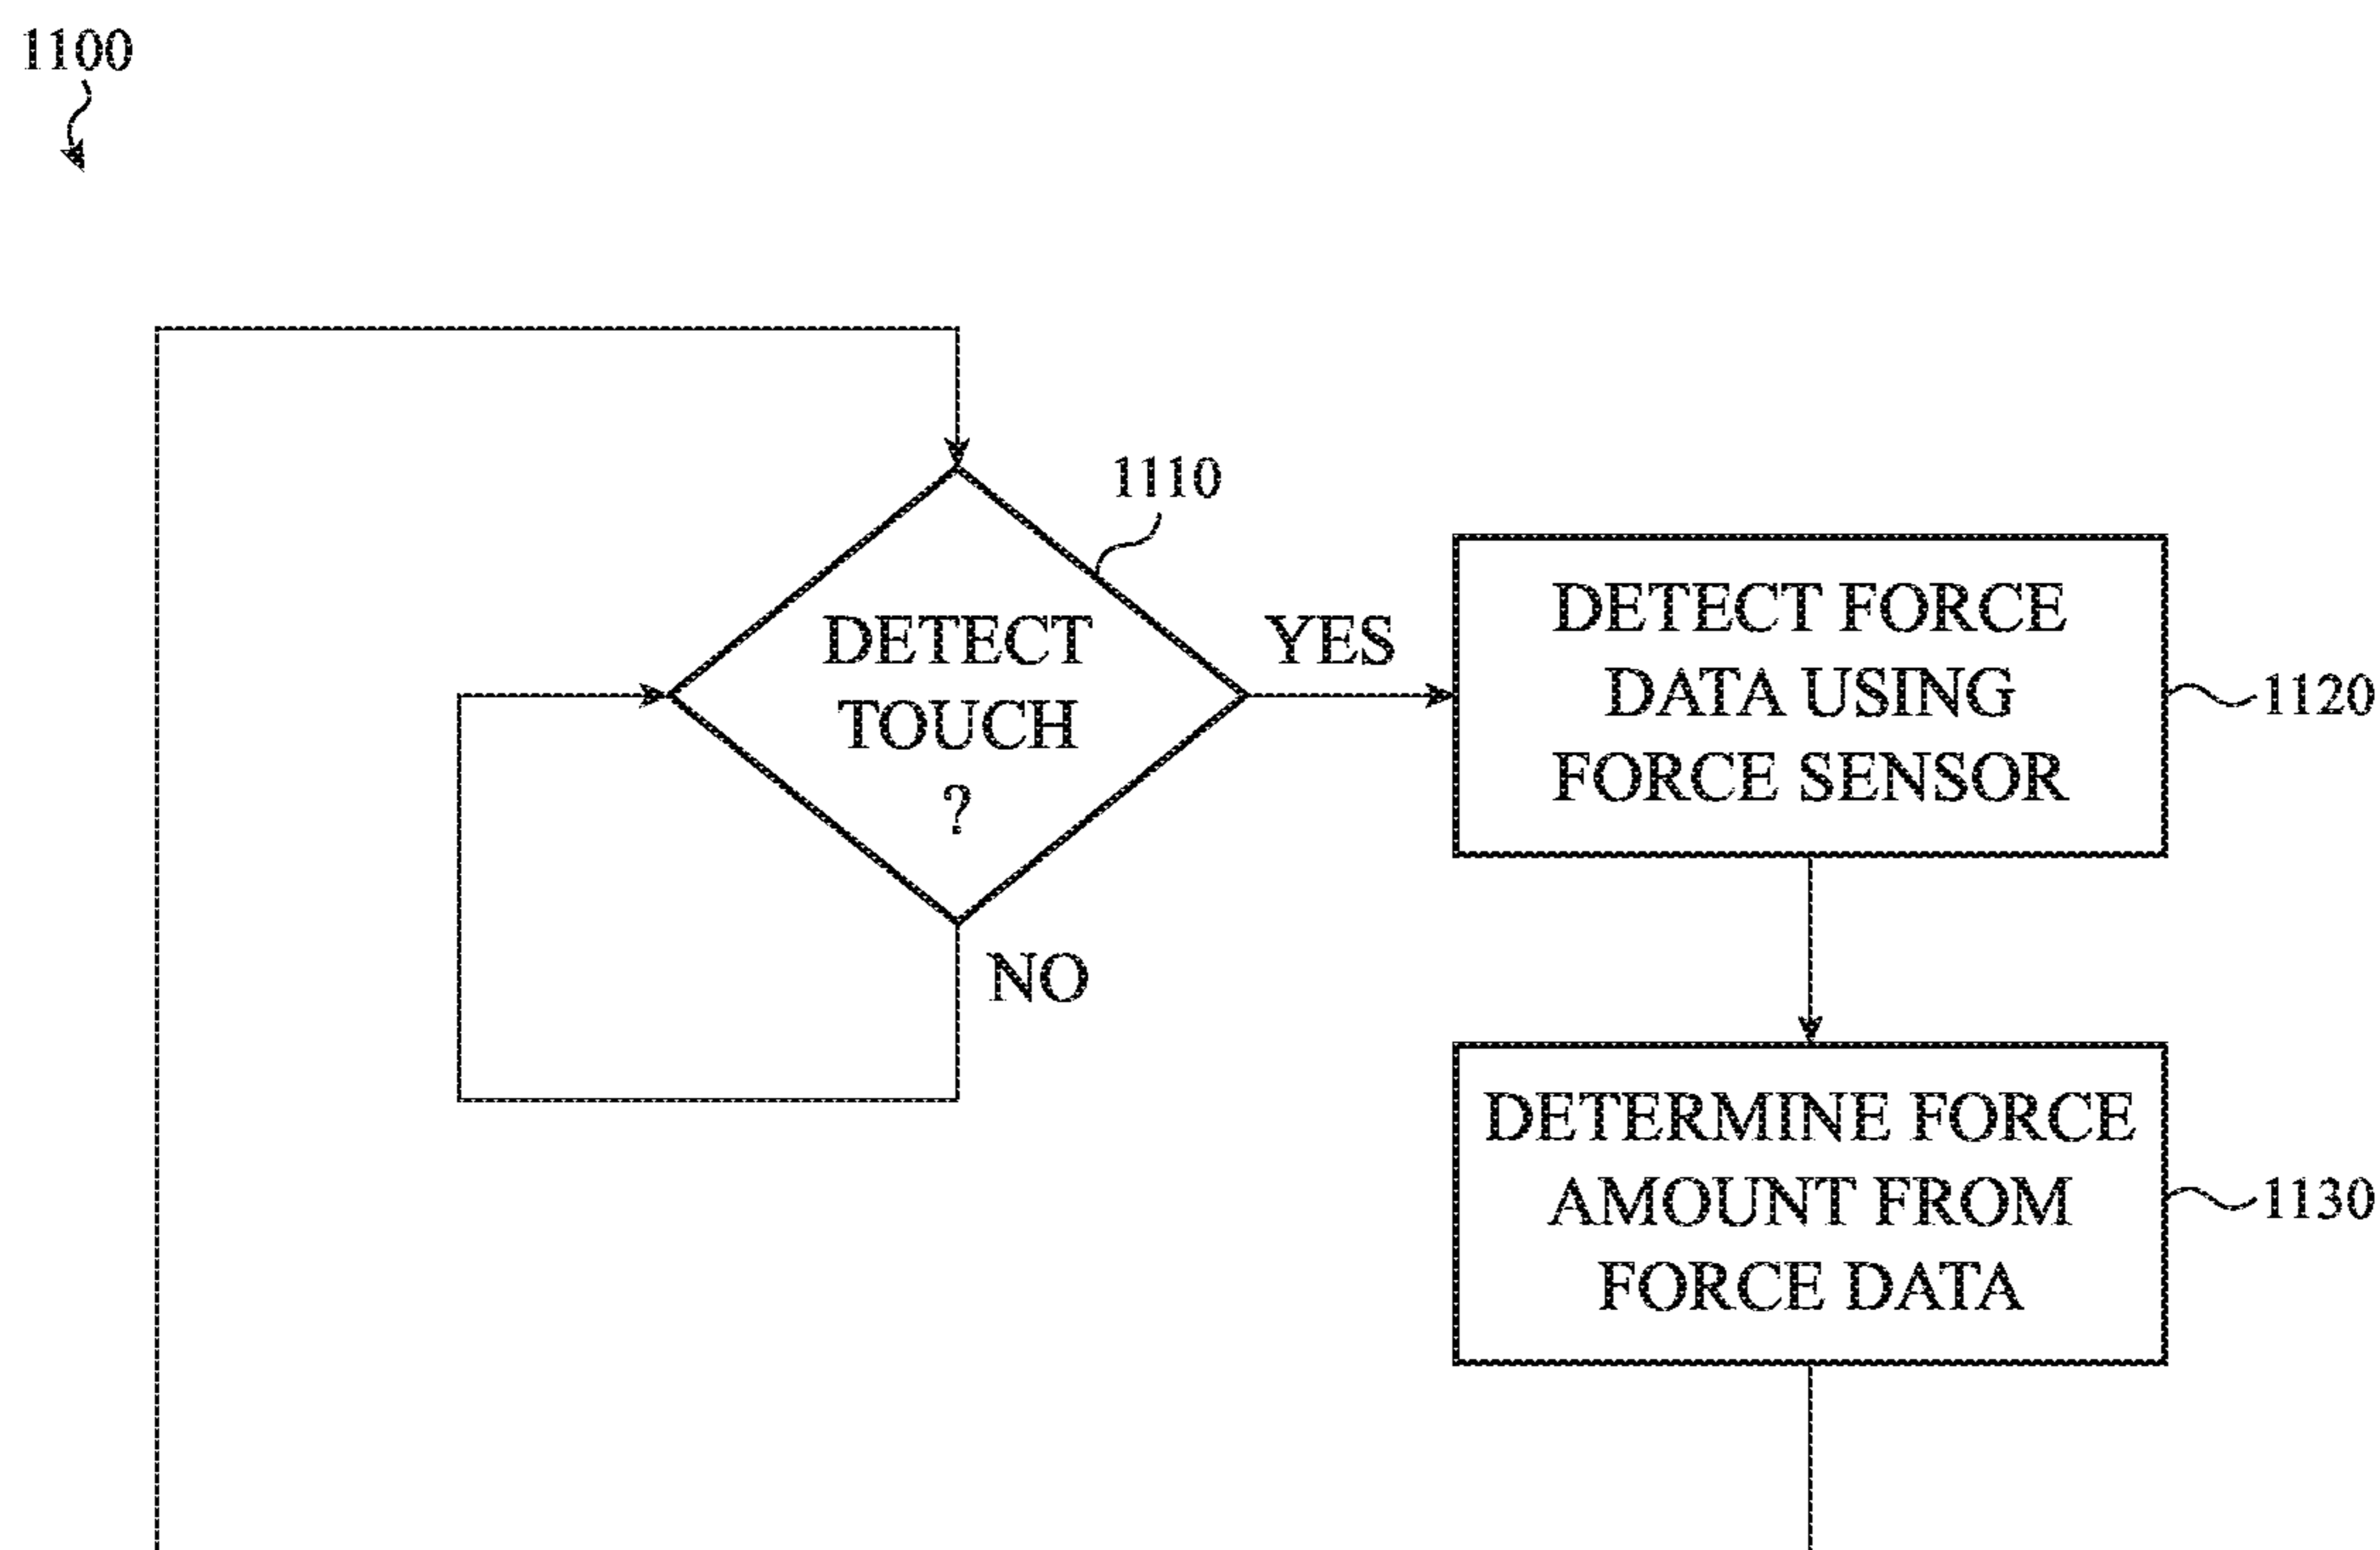 1100
1110
DETECT
TOUCH
?
YES
NO
DETECT FORCE
DATA USING
FORCE SENSOR
1120
DETERMINE FORCE
AMOUNT FROM
FORCE DATA
1130